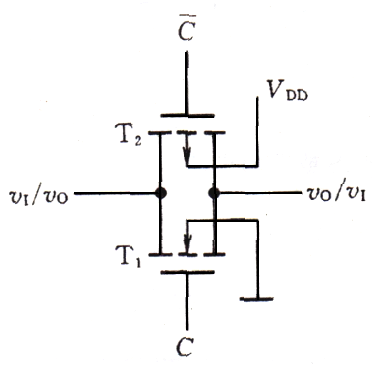 C̅
V_DD
T₂
v_I/v_O
v_O/v_I
T₁
C